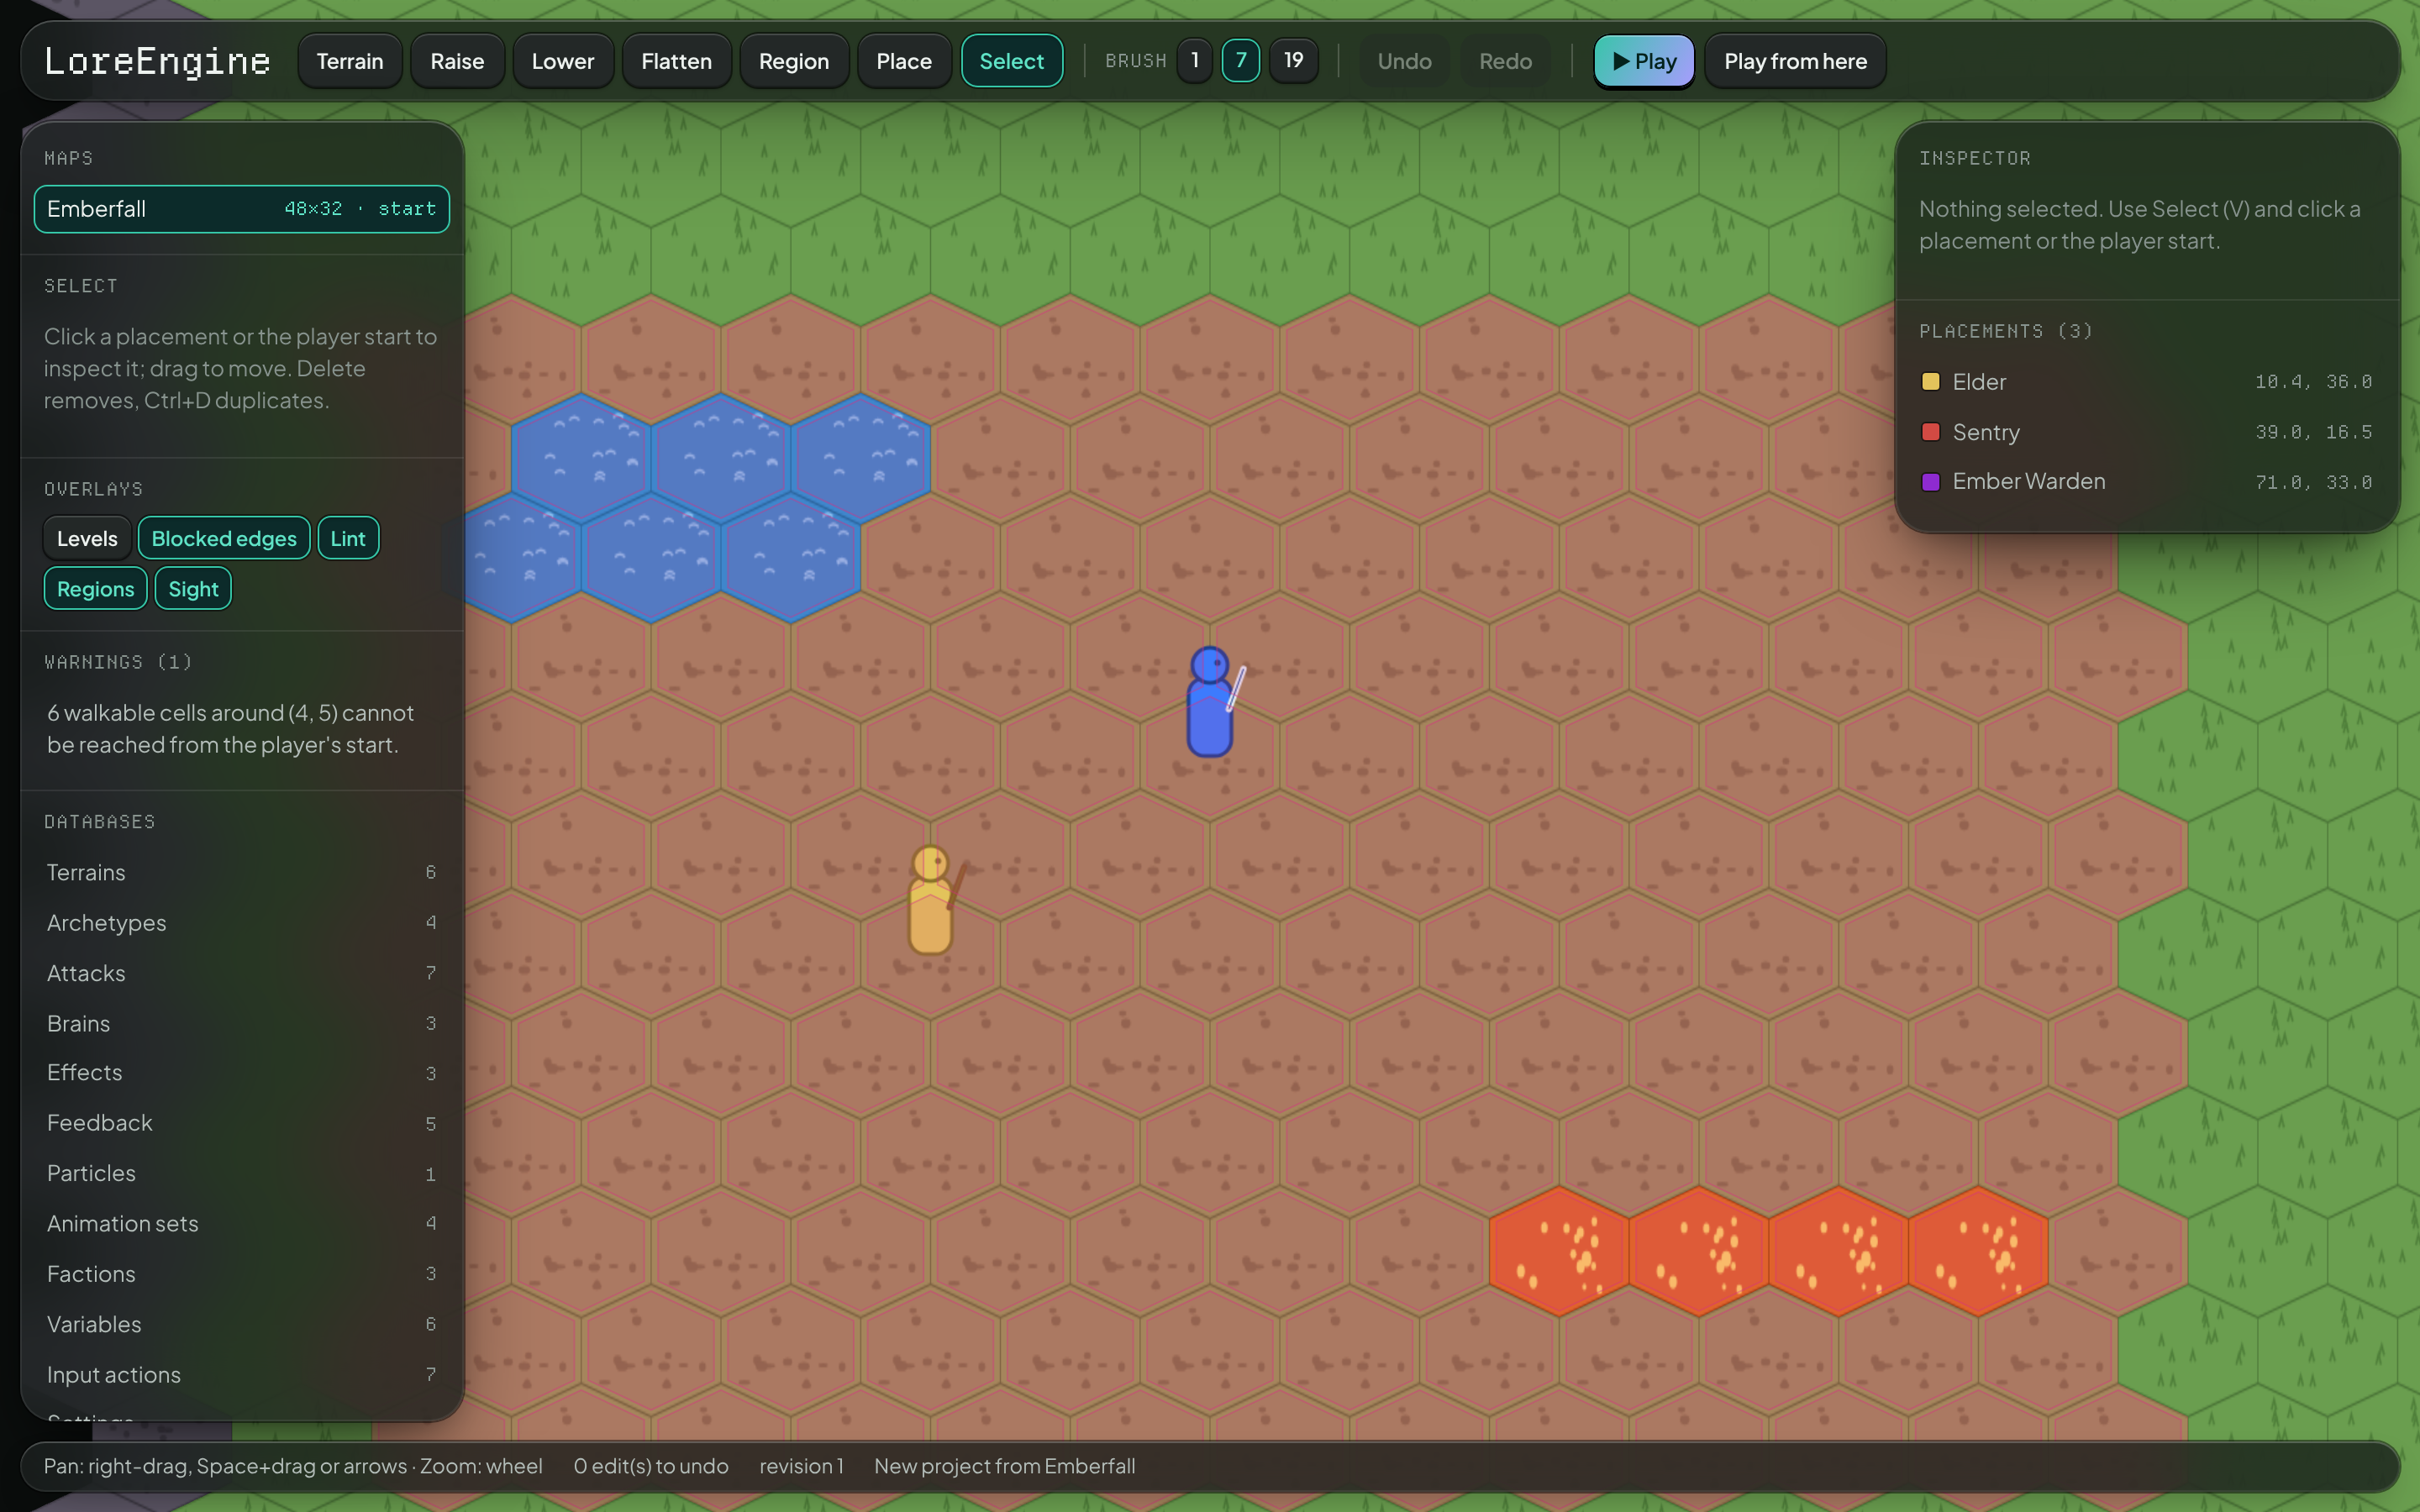 LoreEngine
Terrain
Raise
Lower
Flatten
Region
Place
Select
BRUSH
1
7
19
Undo
Redo
Play
Play from here
MAPS
Emberfall 48×32 · start
SELECT
Click a placement or the player start to
inspect it; drag to move. Delete
removes, Ctrl+D duplicates.
OVERLAYS
Levels
Blocked edges
Lint
Regions
Sight
WARNINGS (1)
6 walkable cells around (4, 5) cannot
be reached from the player's start.
DATABASES
Terrains 6
Archetypes 4
Attacks 7
Brains 3
Effects 3
Feedback 5
Particles 1
Animation sets 4
Factions 3
Variables 6
Input actions 7
INSPECTOR
Nothing selected. Use Select (V) and click a
placement or the player start.
PLACEMENTS (3)
Elder 10.4, 36.0
Sentry 39.0, 16.5
Ember Warden 71.0, 33.0
Pan: right-drag, Space+drag or arrows · Zoom: wheel
0 edit(s) to undo
revision 1
New project from Emberfall